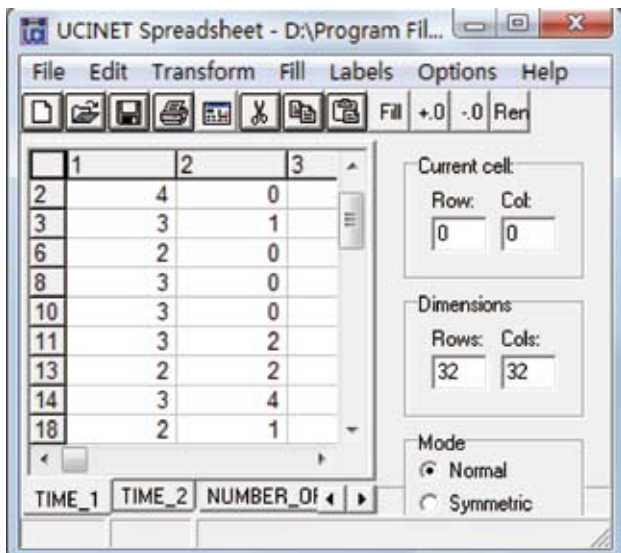 UCINET Spreadsheet - D:\Program Fil...
File Edit Transform Fill Labels Options Help
Fill +.0 -.0 Ren
1 2 3
2 4 0
3 3 1
6 2 0
8 3 0
10 3 0
11 3 2
13 2 2
14 3 4
18 2 1
Current cell:
Row: Col:
0 0
Dimensions
Rows: Cols:
32 32
Mode
Normal
Symmetric
TIME_1 TIME_2 NUMBER_OF